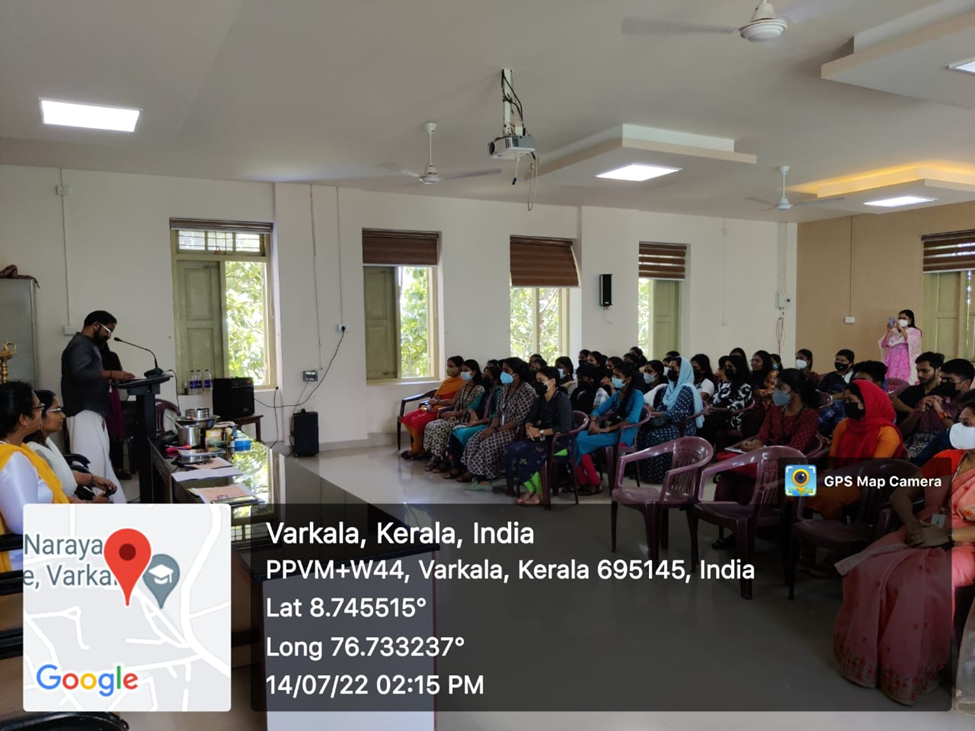 GPS Map Camera
Naraya
e, Varka
Google
Varkala, Kerala, India
PPVM+W44, Varkala, Kerala 695145, India
Lat 8.745515°
Long 76.733237°
14/07/22 02:15 PM